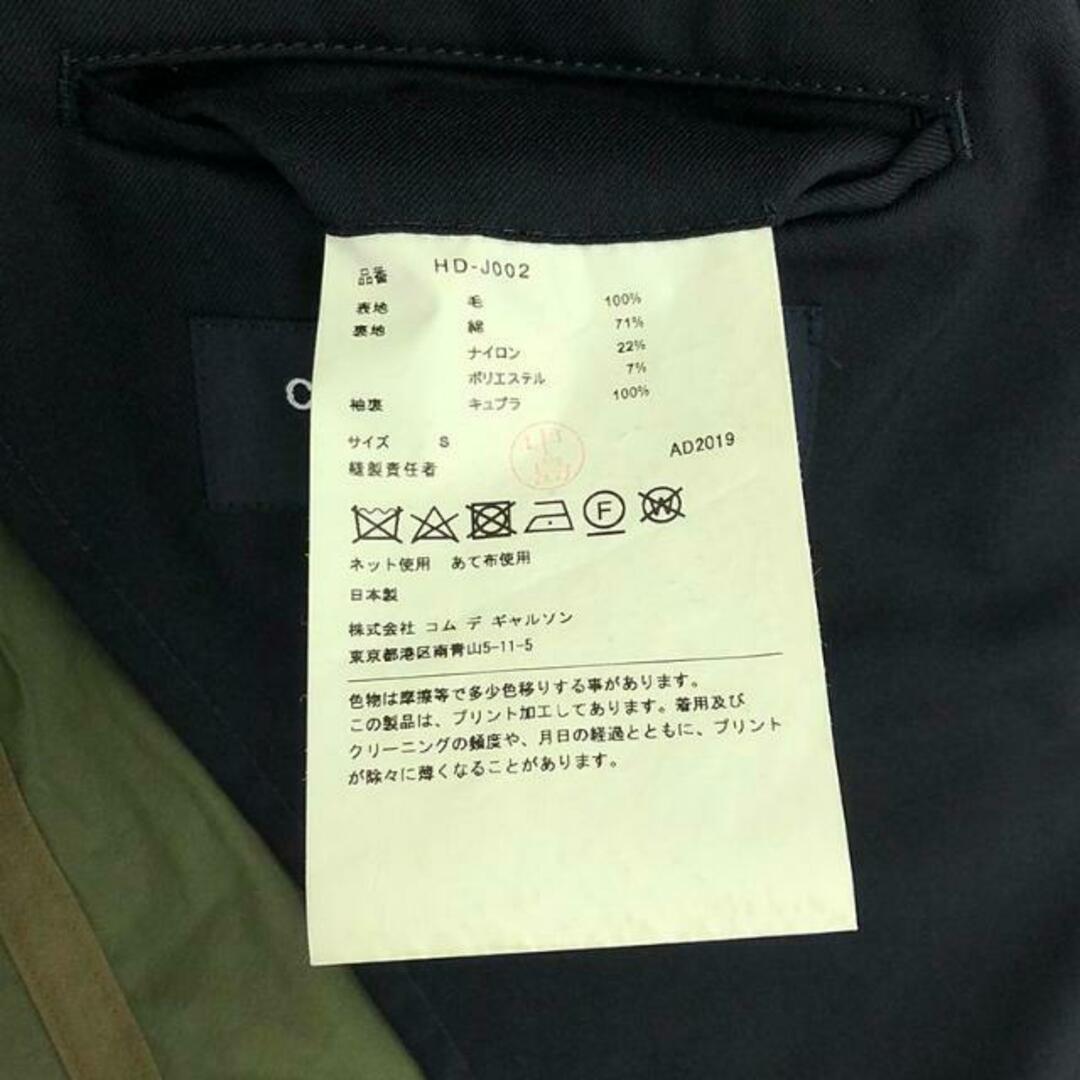 品番 HD-J002
表地 毛 100%
裏地 綿 71%
ナイロン 22%
ポリエステル 7%
袖裏 キュプラ 100%
サイズ S
縫製責任者 AD2019
F W
ネット使用 あて布使用
日本製
株式会社 コム デ ギャルソン
東京都港区南青山5-11-5
色物は摩擦等で多少色移りする事があります。
この製品は、プリント加工してあります。着用及び
クリーニングの頻度や、月日の経過とともに、プリント
が除々に薄くなることがあります。